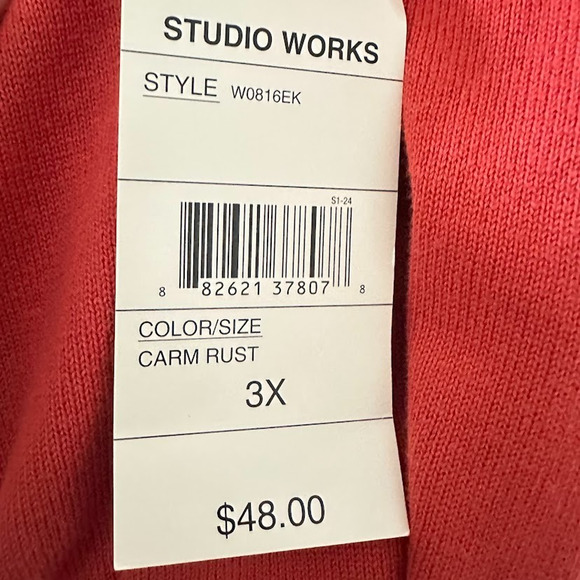 STUDIO WORKS
STYLE W0816EK
S1-24
8 82621 37807 8
COLOR/SIZE
CARM RUST
3X
$48.00